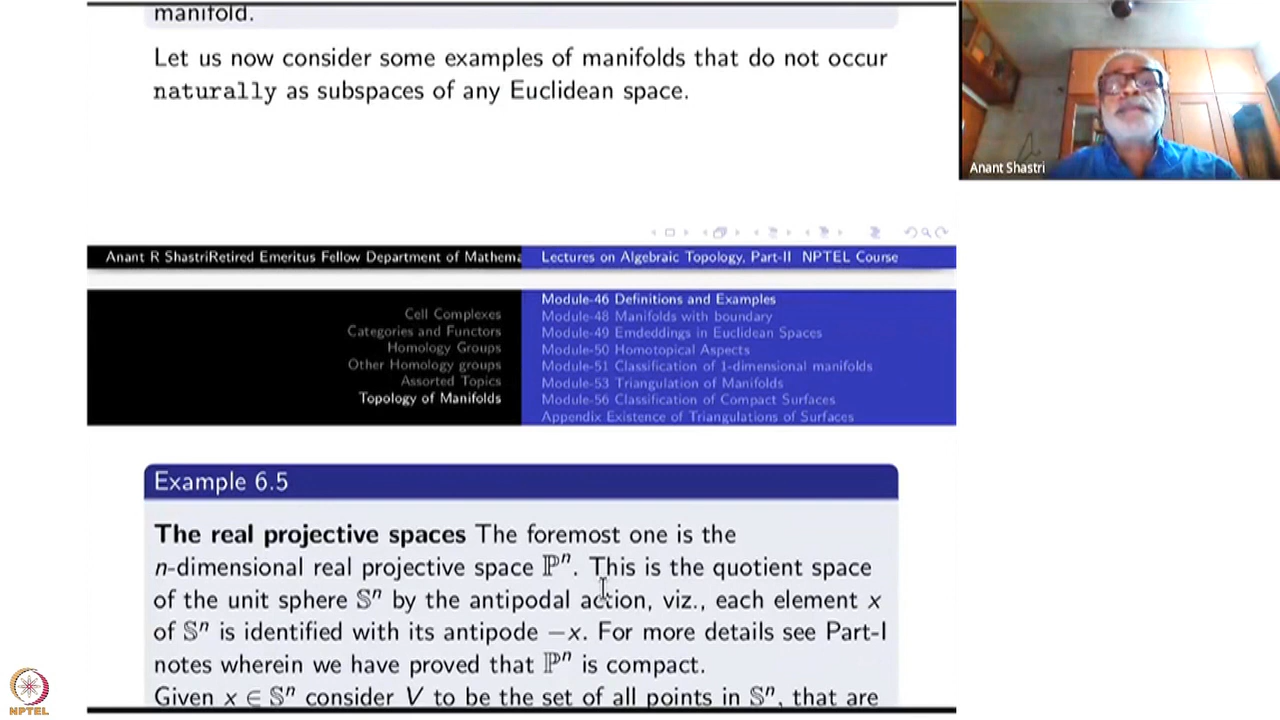 manifold.
Let us now consider some examples of manifolds that do not occur
naturally as subspaces of any Euclidean space.
Anant Shastri
Anant R ShastriRetired Emeritus Fellow Department of Mathema
Lectures on Algebraic Topology, Part-II NPTEL Course
Cell Complexes
Categories and Functors
Homology Groups
Other Homology groups
Assorted Topics
Topology of Manifolds
Module-46 Definitions and Examples
Module-48 Manifolds with boundary
Module-49 Emdeddings in Euclidean Spaces
Module-50 Homotopical Aspects
Module-51 Classification of 1-dimensional manifolds
Module-53 Triangulation of Manifolds
Module-56 Classification of Compact Surfaces
Appendix Existence of Triangulations of Surfaces
Example 6.5
The real projective spaces The foremost one is the
n-dimensional real projective space ℙⁿ. This is the quotient space
of the unit sphere 𝕊ⁿ by the antipodal action, viz., each element x
of 𝕊ⁿ is identified with its antipode −x. For more details see Part-I
notes wherein we have proved that ℙⁿ is compact.
Given x ∈ 𝕊ⁿ consider V to be the set of all points in 𝕊ⁿ, that are
NPTEL